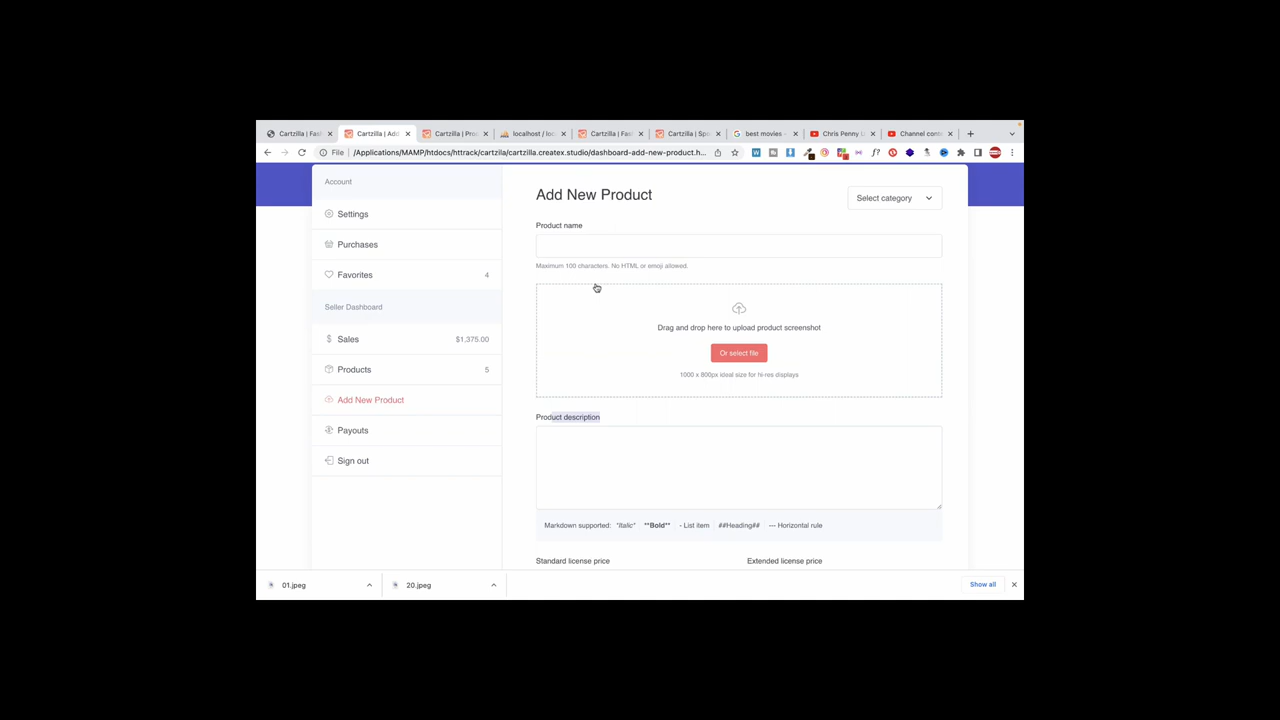 Cartzilla | Fas
Cartzilla | Add
Cartzilla | Pro
localhost / loc
Cartzilla | Fas
Cartzilla | Spo
best movies -
Chris Penny
Channel cont
File
/Applications/MAMP/htdocs/httrack/cartzilla/cartzilla.createx.studio/dashboard-add-new-product.h...
Account
Settings
Purchases
Favorites 4
Seller Dashboard
Sales $1,375.00
Products 5
Add New Product
Payouts
Sign out
Add New Product
Select category
Product name
Maximum 100 characters. No HTML or emoji allowed.
Drag and drop here to upload product screenshot
Or select file
1000 x 800px ideal size for hi-res displays
Product description
Markdown supported: *Italic* **Bold** - List item ##Heading## --- Horizontal rule
Standard license price
Extended license price
01.jpeg
20.jpeg
Show all